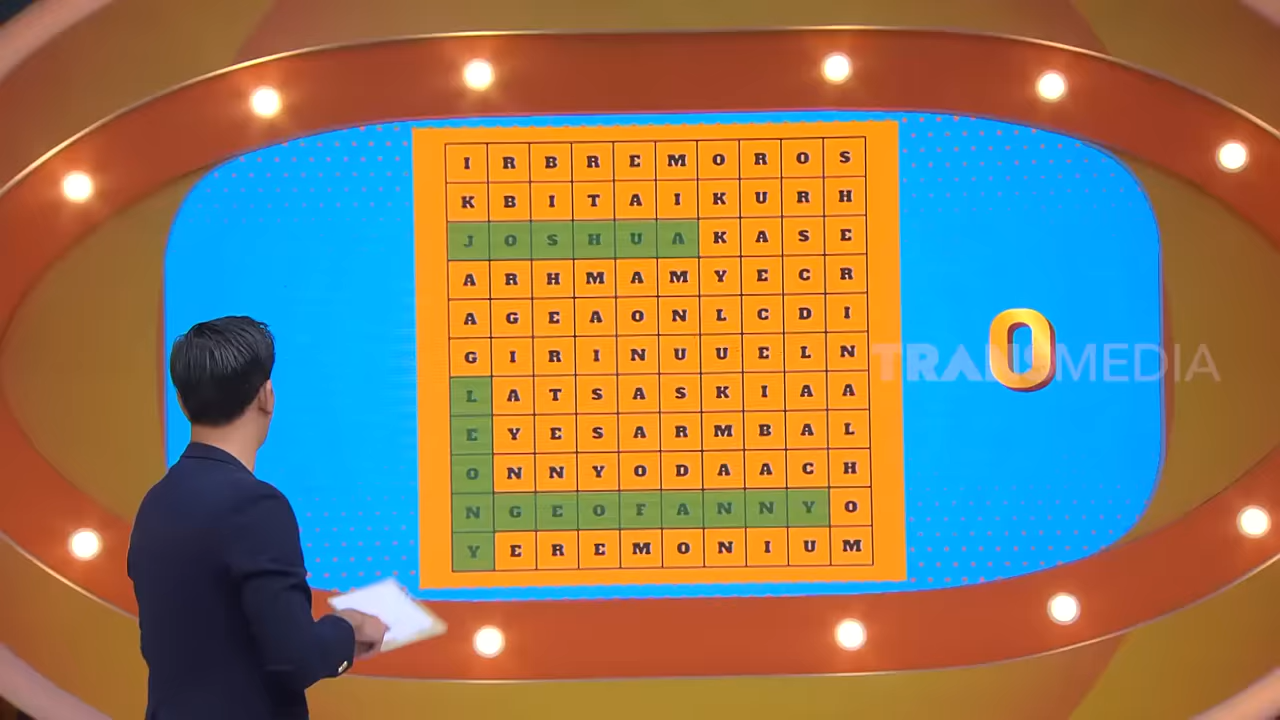 I R B R E M O R O S
K B I T A I K U R H
J O S H U A K A S E
A R H M A M Y E C R
A G E A O N L C D I
G I R I N U U E L N
L A T S A S K I A A
E Y E S A R M B A L
O N N Y O D A A C H
N G E O F A N N Y O
Y E R E M O N I U M
0
TRANSMEDIA